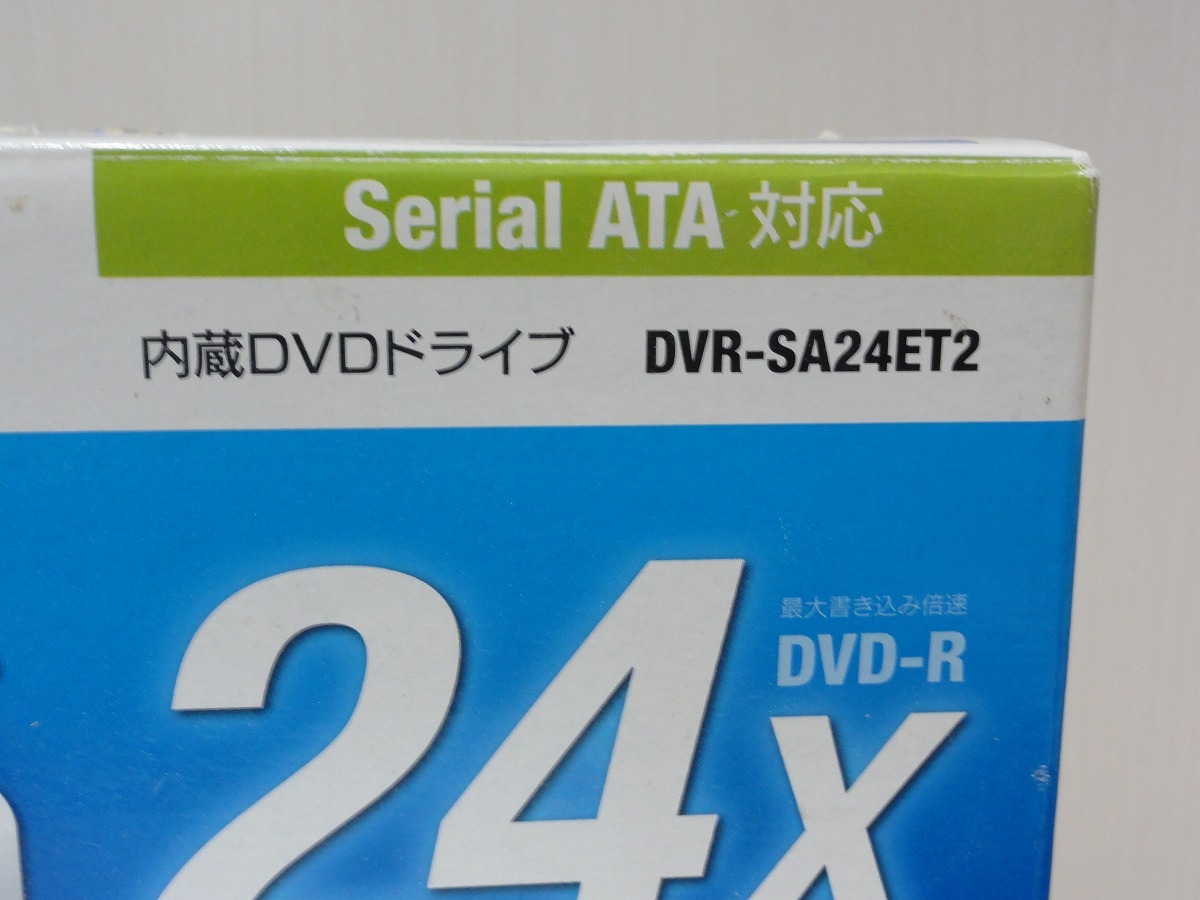 Serial ATA 対応
内蔵DVDドライブ DVR-SA24ET2
最大書き込み倍速
DVD-R
24x